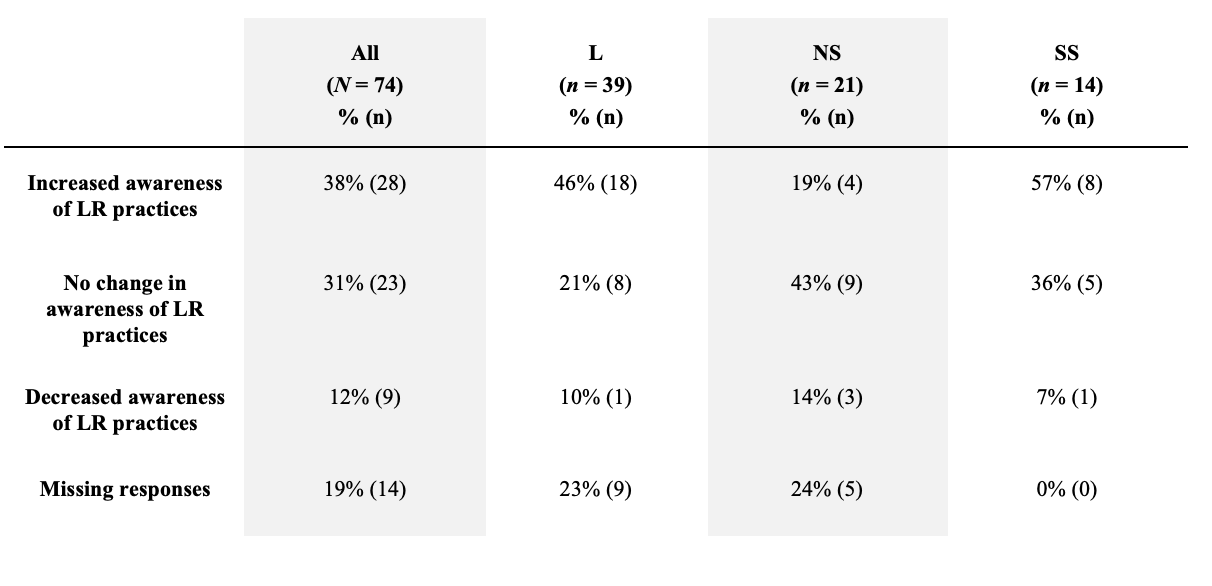 All L NS SS
(N = 74) (n = 39) (n = 21) (n = 14)
% (n) % (n) % (n) % (n)
Increased awareness 38% (28) 46% (18) 19% (4) 57% (8)
of LR practices
No change in 31% (23) 21% (8) 43% (9) 36% (5)
awareness of LR
practices
Decreased awareness 12% (9) 10% (1) 14% (3) 7% (1)
of LR practices
Missing responses 19% (14) 23% (9) 24% (5) 0% (0)